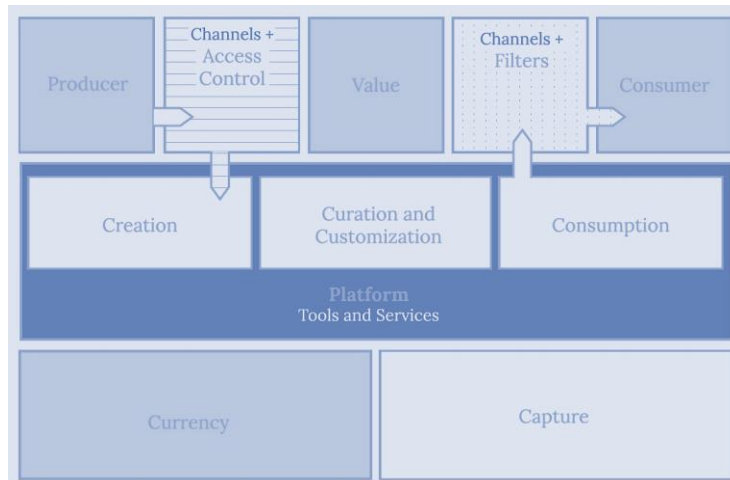 Producer
Channels +
Access
Control
Value
Channels +
Filters
Consumer
Creation
Curation and
Customization
Consumption
Platform
Tools and Services
Currency
Capture